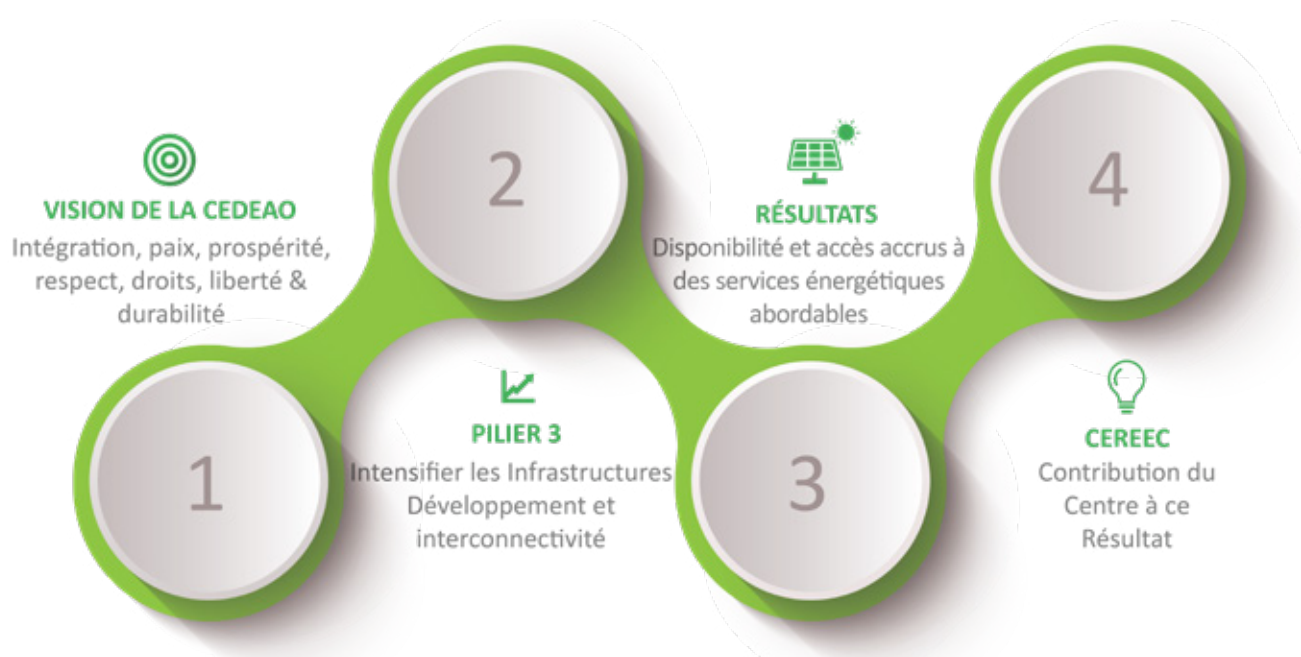 1
VISION DE LA CEDEAO
Intégration, paix, prospérité,
respect, droits, liberté &
durabilité
2
PILIER 3
Intensifier les Infrastructures
Développement et
interconnectivité
3
RÉSULTATS
Disponibilité et accès accrus à
des services énergétiques
abordables
4
CEREEC
Contribution du
Centre à ce
Résultat